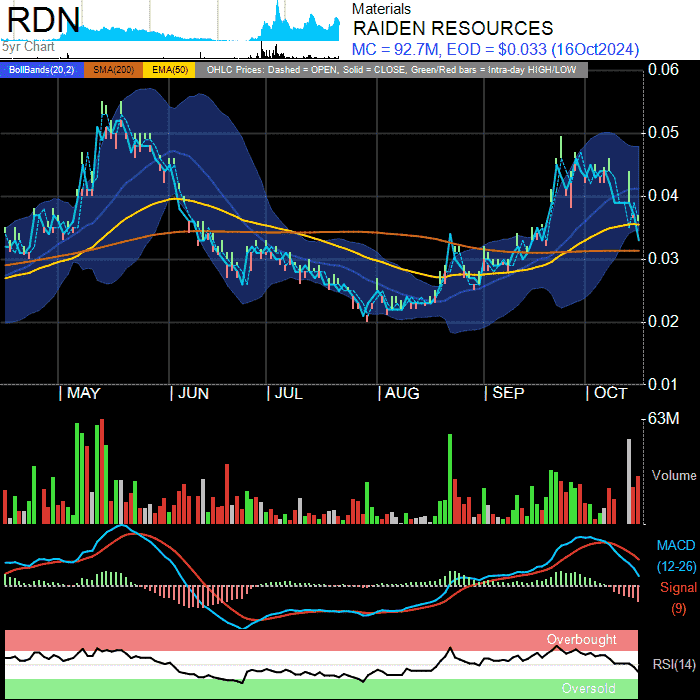 RDN
5yr Chart
Materials
RAIDEN RESOURCES
MC = 92.7M, EOD = $0.033 (16Oct2024)
BollBands(20,2) SMA(200) EMA(50) OHLC Prices: Dashed = OPEN, Solid = CLOSE, Green/Red bars = Intra-day HIGH/LOW
0.06
0.05
0.04
0.03
0.02
0.01
MAY JUN JUL AUG SEP OCT
63M
Volume
MACD
(12-26)
Signal
(9)
Overbought
RSI(14)
Oversold